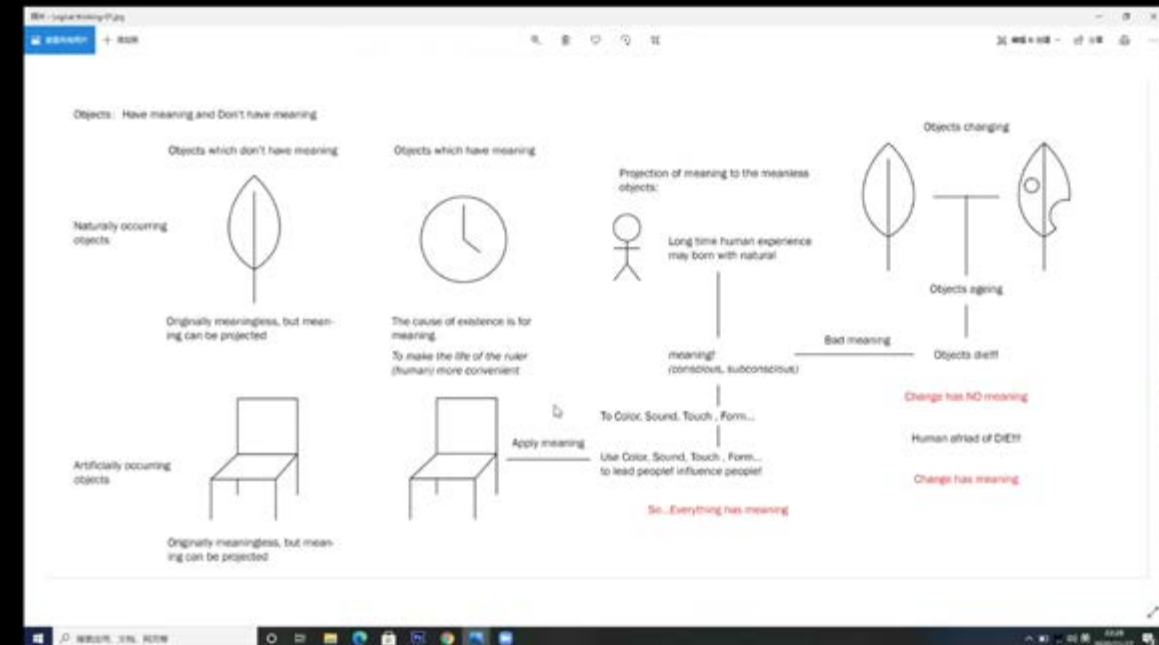 Logical thinking-01.jpg
Objects: Have meaning and Don't have meaning
Objects which don't have meaning
Objects which have meaning
Naturally occurring
objects
Originally meaningless, but mean-
ing can be projected
The cause of existence is for
meaning.
To make the life of the ruler
(human) more convenient
Artificially occurring
objects
Originally meaningless, but mean-
ing can be projected
Apply meaning
Projection of meaning to the meanless
objects:
Long time human experience
may born with natural
meaning!
(conscious, subconscious)
To Color, Sound, Touch , Form...
Use Color, Sound, Touch , Form...
to lead people! influence people!
So...Everything has meaning
Bad meaning
Objects changing
Objects ageing
Objects die!!!
Change has NO meaning
Human afriad of DIE!!!
Change has meaning